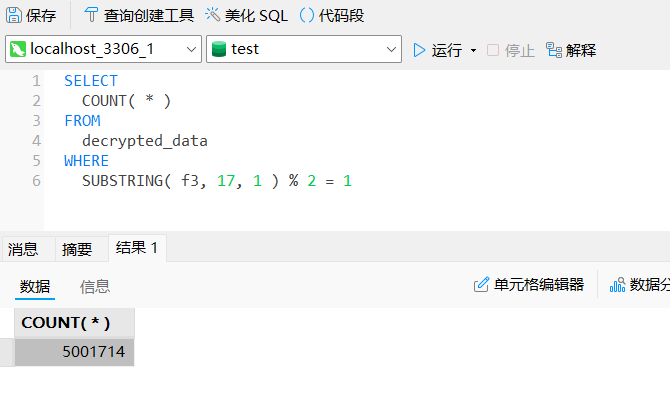 保存 查询创建工具 美化 SQL () 代码段
localhost_3306_1 test 运行 停止 解释
1 SELECT
2 COUNT( * )
3 FROM
4 decrypted_data
5 WHERE
6 SUBSTRING( f3, 17, 1 ) % 2 = 1
消息 摘要 结果 1
数据 信息 单元格编辑器 数据分
COUNT( * )
5001714